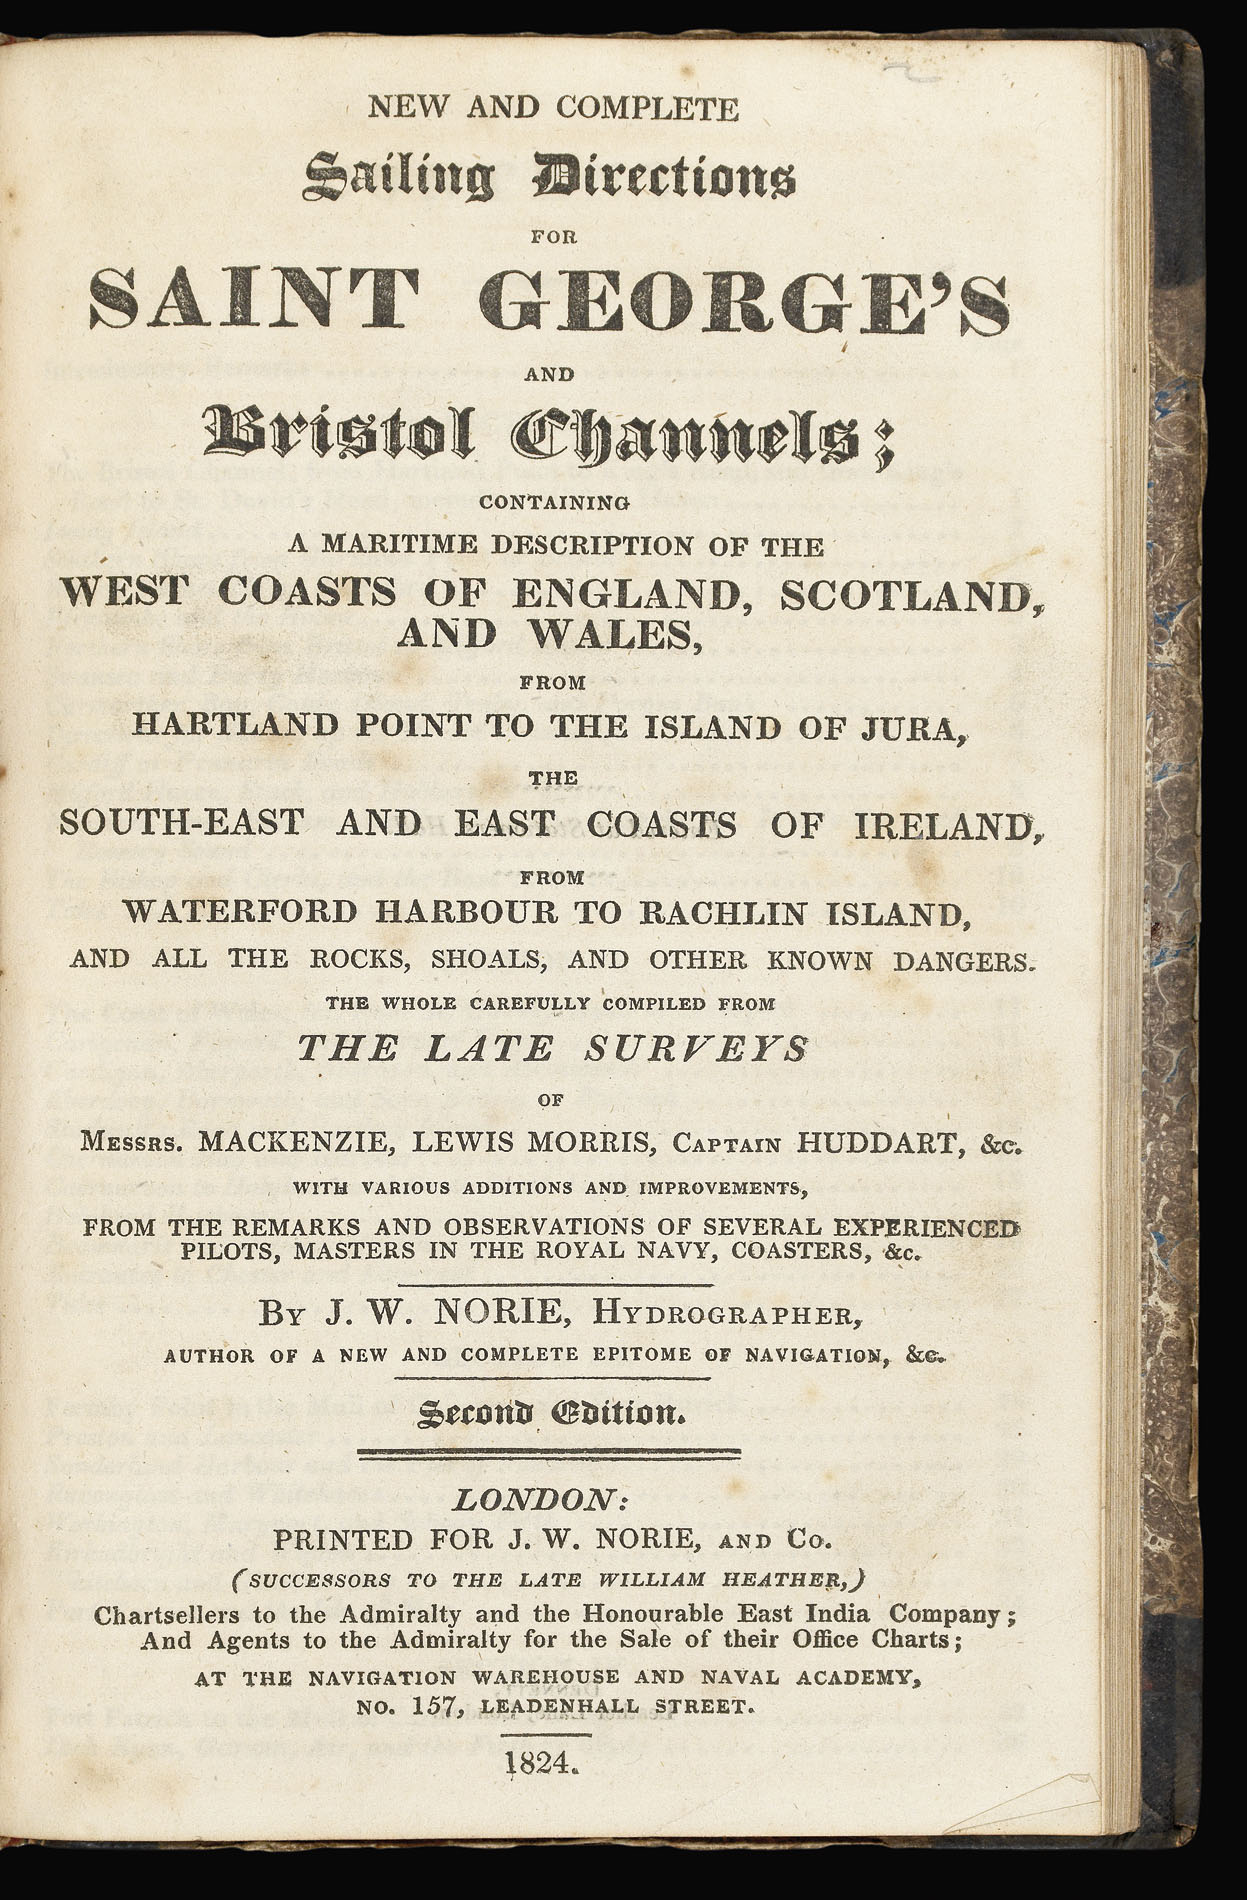 NEW AND COMPLETE
Sailing Directions
FOR
SAINT GEORGE'S
AND
Bristol Channels;
CONTAINING
A MARITIME DESCRIPTION OF THE
WEST COASTS OF ENGLAND, SCOTLAND,
AND WALES,
FROM
HARTLAND POINT TO THE ISLAND OF JURA,
THE
SOUTH-EAST AND EAST COASTS OF IRELAND,
FROM
WATERFORD HARBOUR TO RACHLIN ISLAND,
AND ALL THE ROCKS, SHOALS, AND OTHER KNOWN DANGERS.
THE WHOLE CAREFULLY COMPILED FROM
THE LATE SURVEYS
OF
MESSRS. MACKENZIE, LEWIS MORRIS, CAPTAIN HUDDART, &c.
WITH VARIOUS ADDITIONS AND IMPROVEMENTS,
FROM THE REMARKS AND OBSERVATIONS OF SEVERAL EXPERIENCED
PILOTS, MASTERS IN THE ROYAL NAVY, COASTERS, &c.
BY J. W. NORIE, HYDROGRAPHER,
AUTHOR OF A NEW AND COMPLETE EPITOME OF NAVIGATION, &c.
Second Edition.
LONDON:
PRINTED FOR J. W. NORIE, AND Co.
(SUCCESSORS TO THE LATE WILLIAM HEATHER,)
Chartsellers to the Admiralty and the Honourable East India Company;
And Agents to the Admiralty for the Sale of their Office Charts;
AT THE NAVIGATION WAREHOUSE AND NAVAL ACADEMY,
NO. 157, LEADENHALL STREET.
1824.